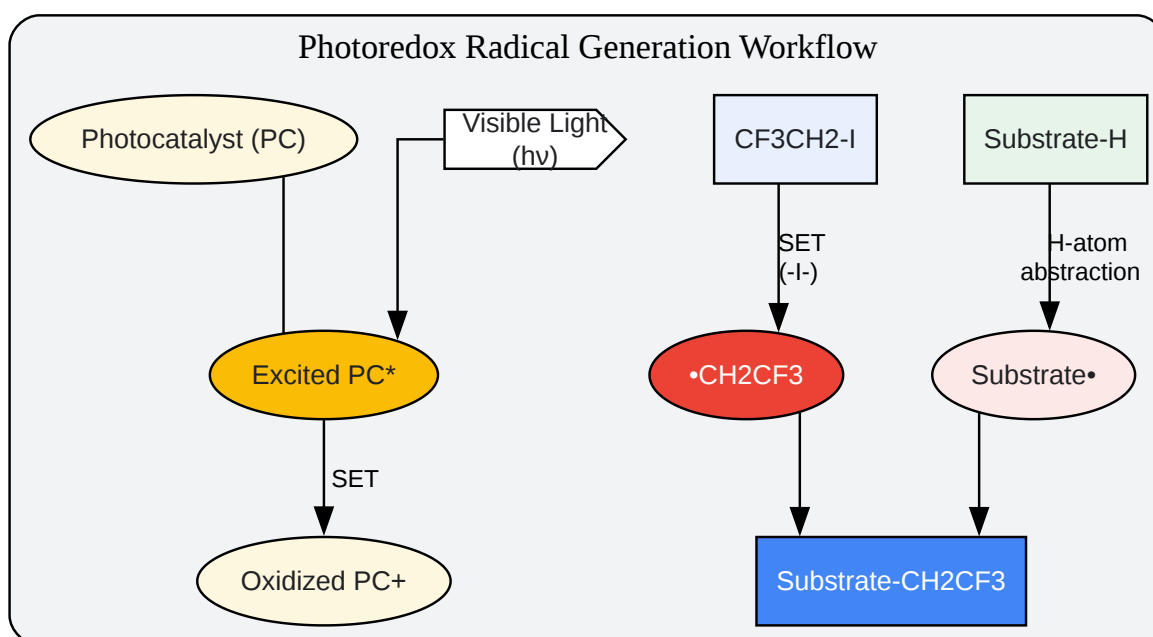 Photoredox Radical Generation Workflow
Photocatalyst (PC)
Visible Light
(hν)
CF3CH2-I
Substrate-H
SET
(-I-)
H-atom
abstraction
Excited PC*
•CH2CF3
Substrate•
SET
Oxidized PC+
Substrate-CH2CF3